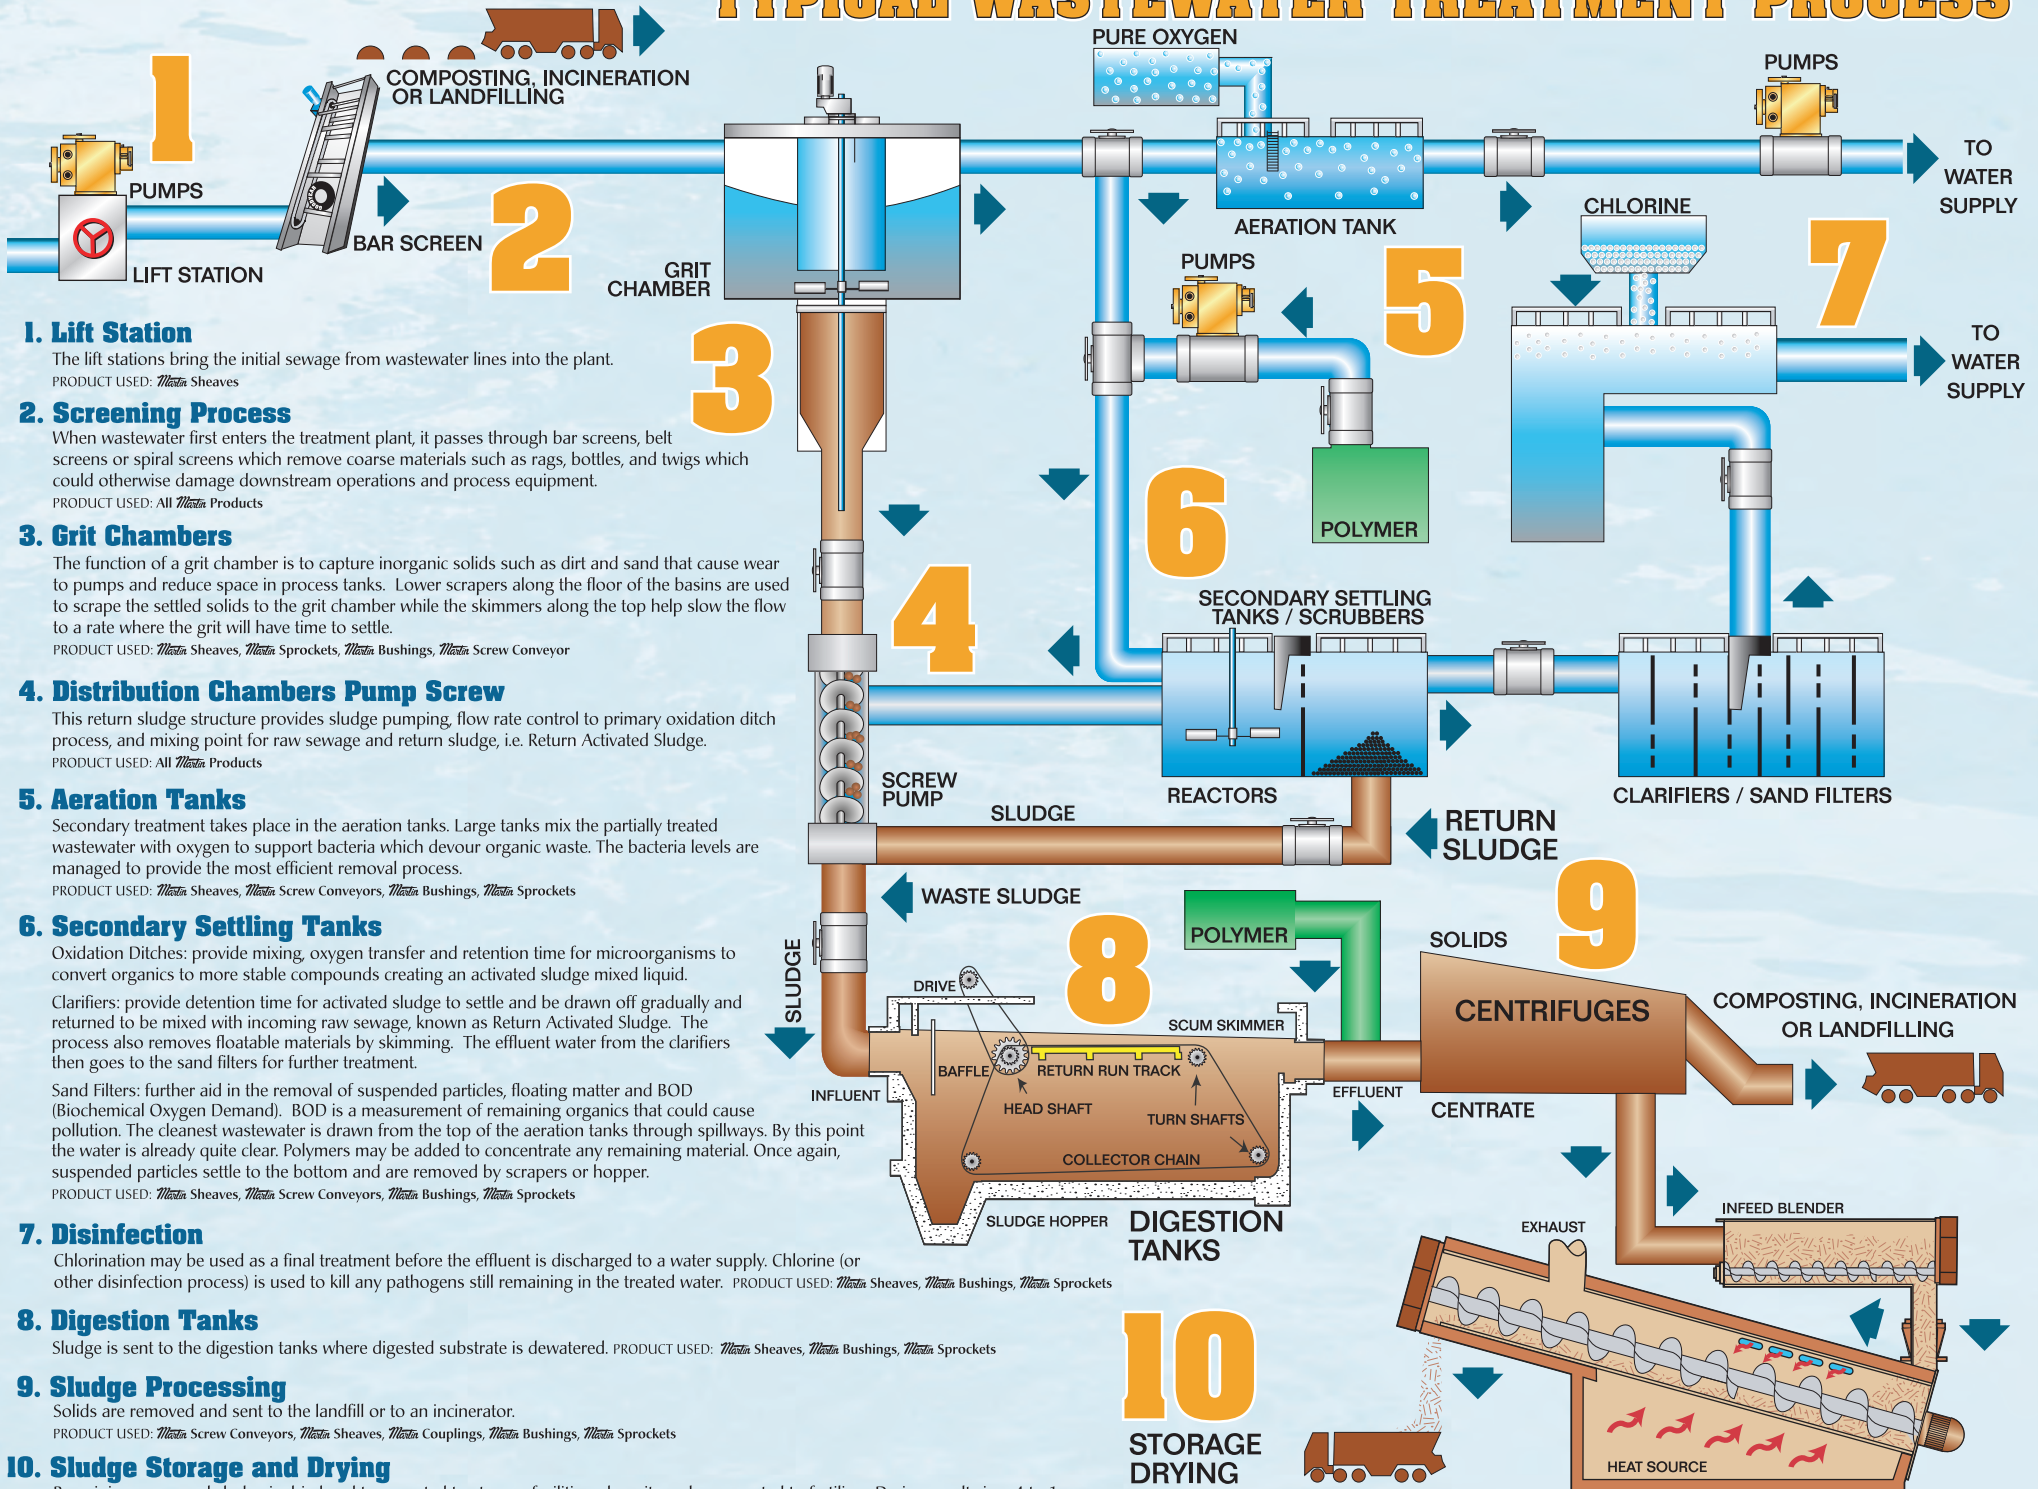 TYPICAL WASTEWATER TREATMENT PROCESS
1
PUMPS
LIFT STATION
COMPOSTING, INCINERATION
OR LANDFILLING
BAR SCREEN
2
GRIT
CHAMBER
3
PURE OXYGEN
AERATION TANK
PUMPS
TO
WATER
SUPPLY
CHLORINE
7
TO
WATER
SUPPLY
PUMPS
5
POLYMER
6
4
SECONDARY SETTLING
TANKS / SCRUBBERS
SCREW
PUMP
REACTORS
CLARIFIERS / SAND FILTERS
SLUDGE
RETURN
SLUDGE
WASTE SLUDGE
SLUDGE
8
POLYMER
9
SOLIDS
CENTRIFUGES
CENTRATE
COMPOSTING, INCINERATION
OR LANDFILLING
DRIVE
SCUM SKIMMER
BAFFLE
RETURN RUN TRACK
INFLUENT
HEAD SHAFT
TURN SHAFTS
EFFLUENT
COLLECTOR CHAIN
SLUDGE HOPPER
DIGESTION
TANKS
INFEED BLENDER
EXHAUST
10
STORAGE
DRYING
HEAT SOURCE
1. Lift Station
The lift stations bring the initial sewage from wastewater lines into the plant.
PRODUCT USED: Martin Sheaves
2. Screening Process
When wastewater first enters the treatment plant, it passes through bar screens, belt
screens or spiral screens which remove coarse materials such as rags, bottles, and twigs which
could otherwise damage downstream operations and process equipment.
PRODUCT USED: All Martin Products
3. Grit Chambers
The function of a grit chamber is to capture inorganic solids such as dirt and sand that cause wear
to pumps and reduce space in process tanks. Lower scrapers along the floor of the basins are used
to scrape the settled solids to the grit chamber while the skimmers along the top help slow the flow
to a rate where the grit will have time to settle.
PRODUCT USED: Martin Sheaves, Martin Sprockets, Martin Bushings, Martin Screw Conveyor
4. Distribution Chambers Pump Screw
This return sludge structure provides sludge pumping, flow rate control to primary oxidation ditch
process, and mixing point for raw sewage and return sludge, i.e. Return Activated Sludge.
PRODUCT USED: All Martin Products
5. Aeration Tanks
Secondary treatment takes place in the aeration tanks. Large tanks mix the partially treated
wastewater with oxygen to support bacteria which devour organic waste. The bacteria levels are
managed to provide the most efficient removal process.
PRODUCT USED: Martin Sheaves, Martin Screw Conveyors, Martin Bushings, Martin Sprockets
6. Secondary Settling Tanks
Oxidation Ditches: provide mixing, oxygen transfer and retention time for microorganisms to
convert organics to more stable compounds creating an activated sludge mixed liquid.
Clarifiers: provide detention time for activated sludge to settle and be drawn off gradually and
returned to be mixed with incoming raw sewage, known as Return Activated Sludge. The
process also removes floatable materials by skimming. The effluent water from the clarifiers
then goes to the sand filters for further treatment.
Sand Filters: further aid in the removal of suspended particles, floating matter and BOD
(Biochemical Oxygen Demand). BOD is a measurement of remaining organics that could cause
pollution. The cleanest wastewater is drawn from the top of the aeration tanks through spillways. By this point
the water is already quite clear. Polymers may be added to concentrate any remaining material. Once again,
suspended particles settle to the bottom and are removed by scrapers or hopper.
PRODUCT USED: Martin Sheaves, Martin Screw Conveyors, Martin Bushings, Martin Sprockets
7. Disinfection
Chlorination may be used as a final treatment before the effluent is discharged to a water supply. Chlorine (or
other disinfection process) is used to kill any pathogens still remaining in the treated water. PRODUCT USED: Martin Sheaves, Martin Bushings, Martin Sprockets
8. Digestion Tanks
Sludge is sent to the digestion tanks where digested substrate is dewatered. PRODUCT USED: Martin Sheaves, Martin Bushings, Martin Sprockets
9. Sludge Processing
Solids are removed and sent to the landfill or to an incinerator.
PRODUCT USED: Martin Screw Conveyors, Martin Sheaves, Martin Couplings, Martin Bushings, Martin Sprockets
10. Sludge Storage and Drying